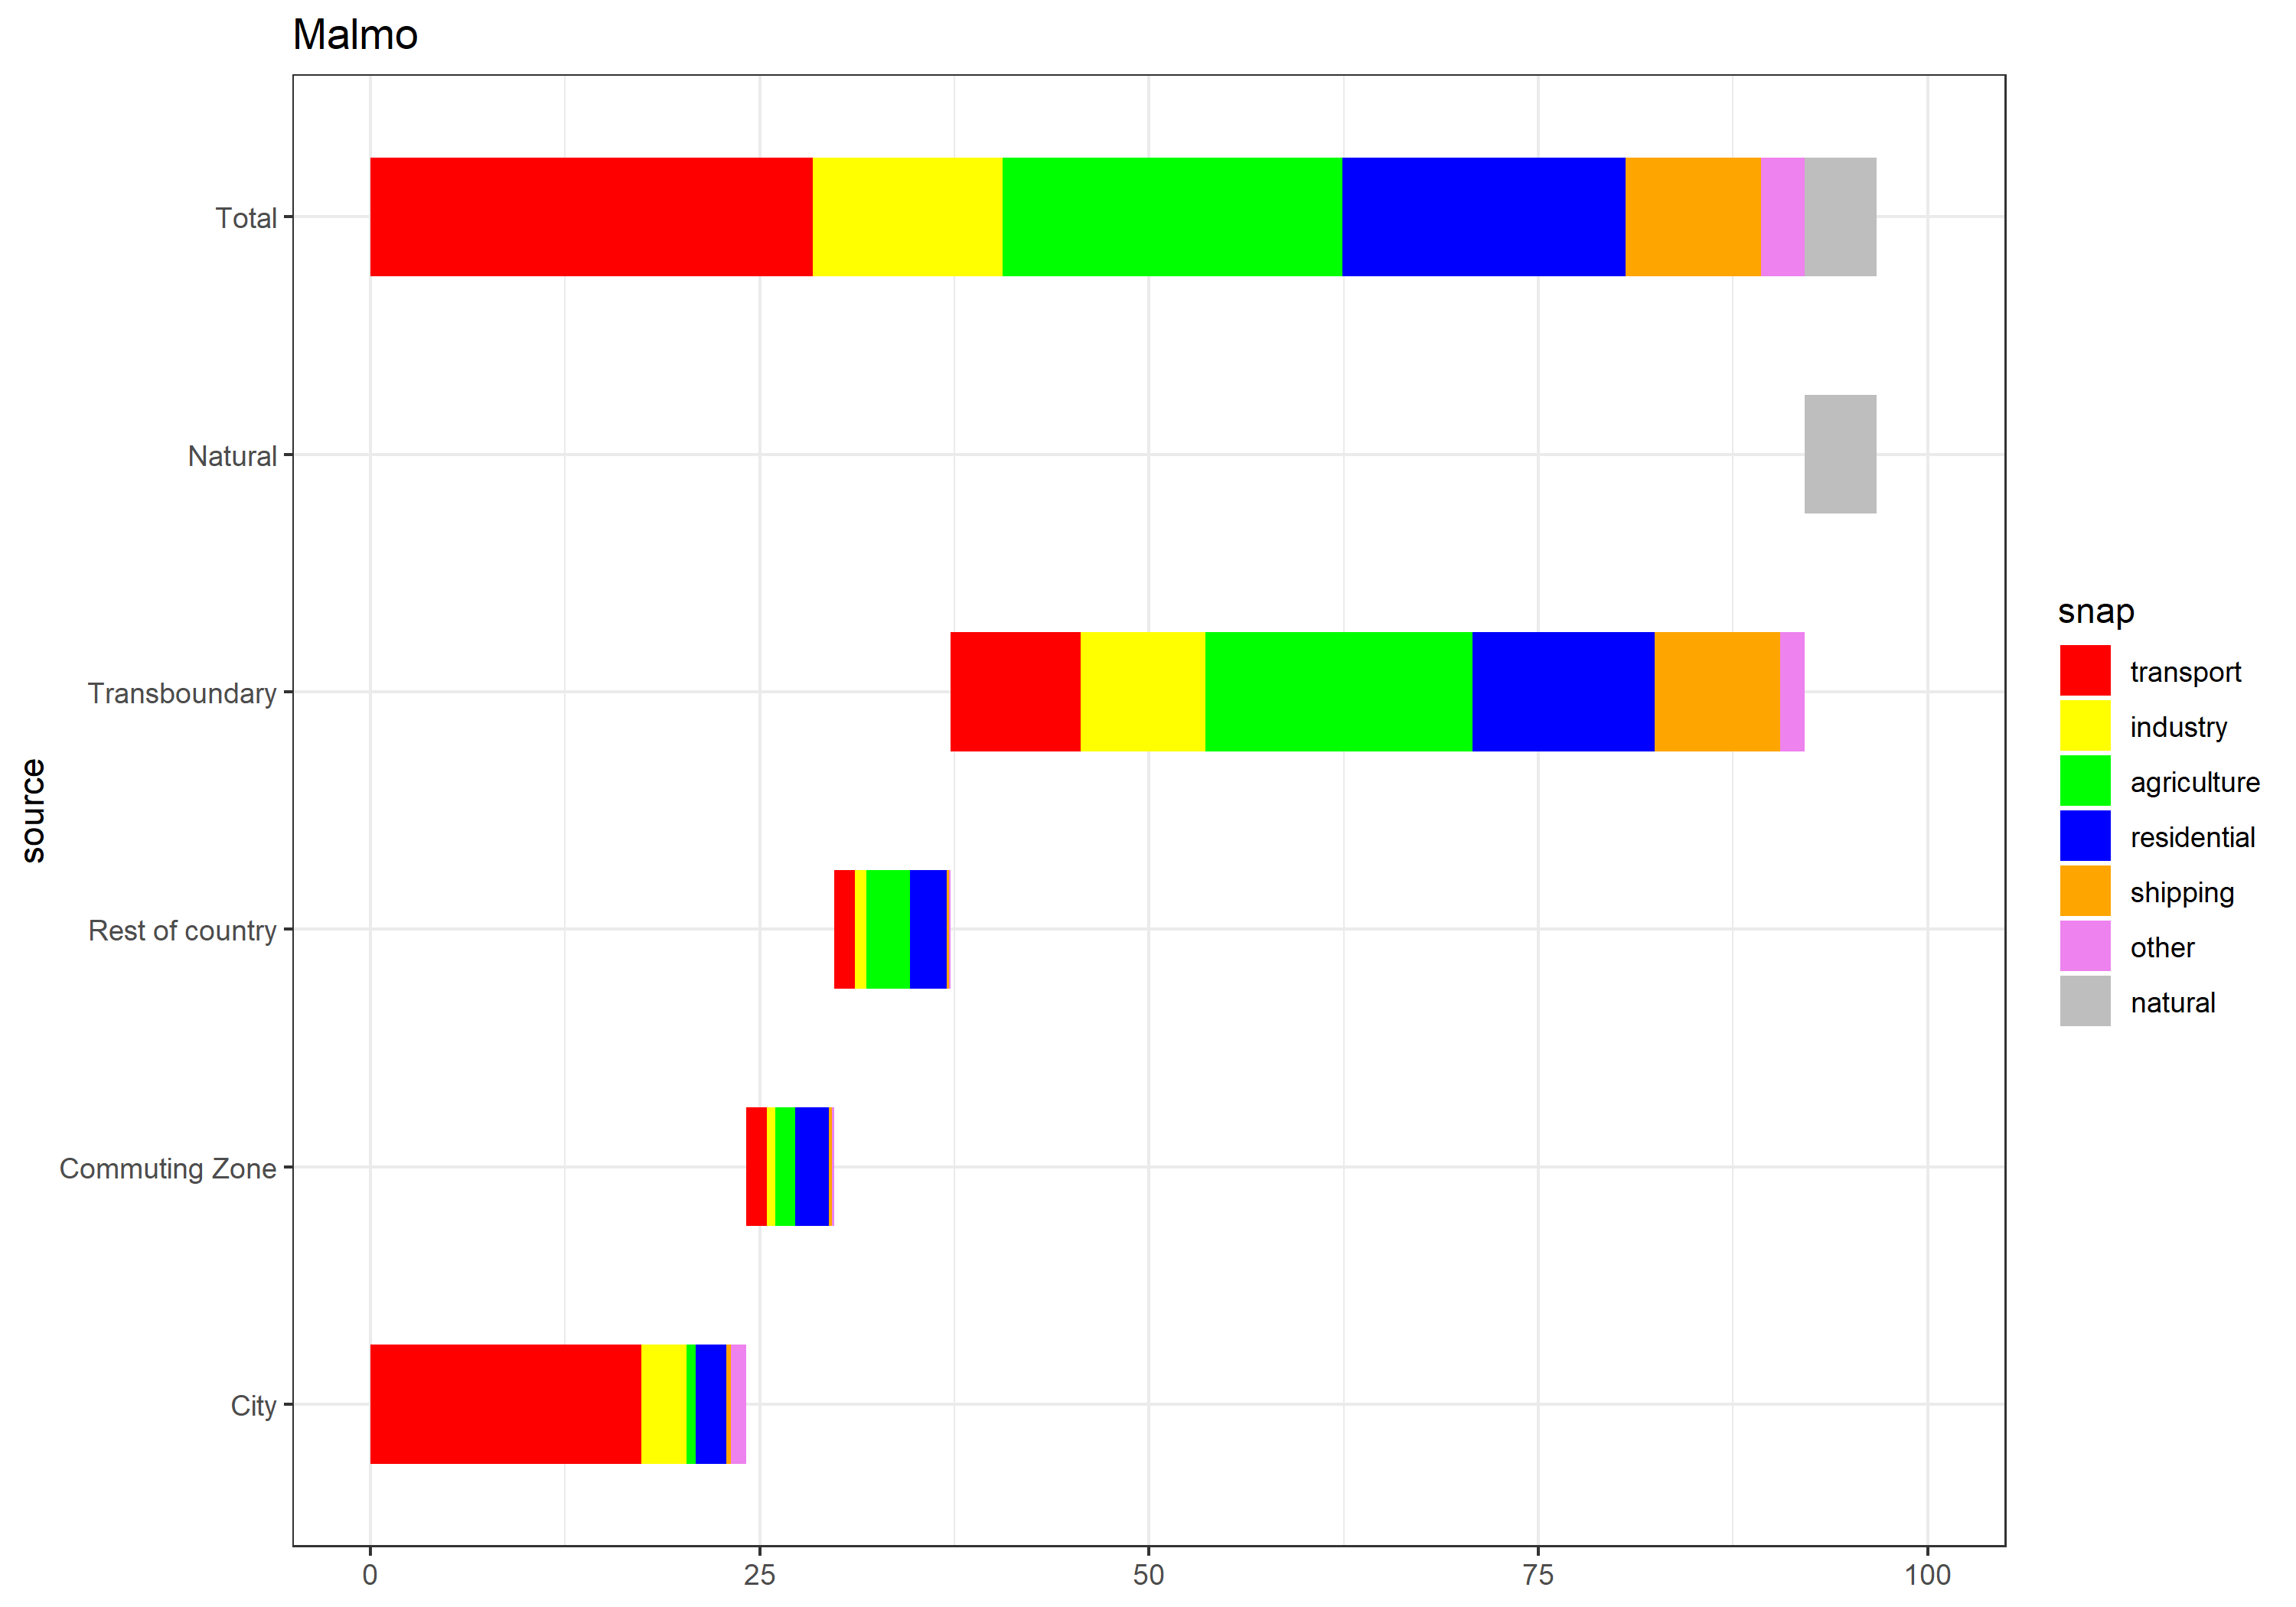 Malmo
Total
Natural
Transboundary
Rest of country
Commuting Zone
City
source
0 25 50 75 100
snap
transport
industry
agriculture
residential
shipping
other
natural